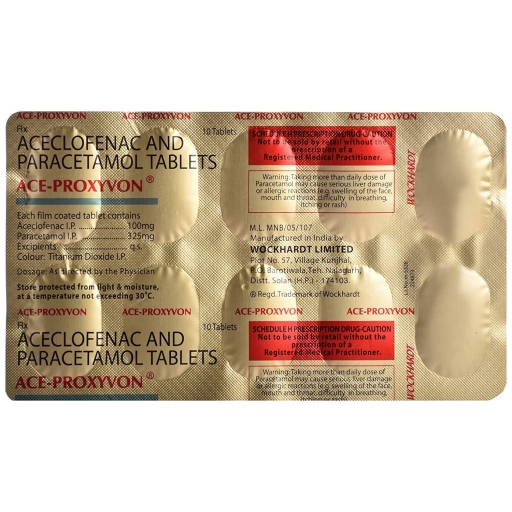 ACE-PROXYVON ACE-PROXYVON ACE-PROXYVON ACE-PROXYVON
Rx
10 Tablets
ACECLOFENAC AND
PARACETAMOL TABLETS
ACE-PROXYVON ®
Each film coated tablet contains
Aceclofenac I.P. 100mg
Paracetamol I.P. 325mg
Excipients q.s.
Colour: Titanium Dioxide I.P.
Dosage: As directed by the Physician
Store protected from light & moisture,
at a temperature not exceeding 30°C.
SCHEDULE H PRESCRIPTION DRUG-CAUTION
Not to be sold by retail without the
prescription of a
Registered Medical Practitioner.
Warning: Taking more than daily dose of
Paracetamol may cause serious liver damage
or allergic reactions (e.g. swelling of the face,
mouth and throat, difficulty in breathing,
itching or rash)
WOCKHARDT
M.L. MNB/05/107
Manufactured in India by
WOCKHARDT LIMITED
Plot No. 57, Village Kunjhal,
P.O. Barotiwala, Teh. Nalagarh,
Distt. Solan (H.P.) - 174103.
® Regd. Trademark of Wockhardt
ACE-PROXYVON ACE-PROXYVON ACE-PROXYVON ACE-PROXYVON
Rx
10 Tablets
ACECLOFENAC AND
PARACETAMOL TABLETS
ACE-PROXYVON ®
SCHEDULE H PRESCRIPTION DRUG-CAUTION
Not to be sold by retail without the
prescription of a
Registered Medical Practitioner.
Warning: Taking more than daily dose of
Paracetamol may cause serious liver damage
or allergic reactions (e.g. swelling of the face,
mouth and throat, difficulty in breathing,
itching or rash)
WOCKHARDT